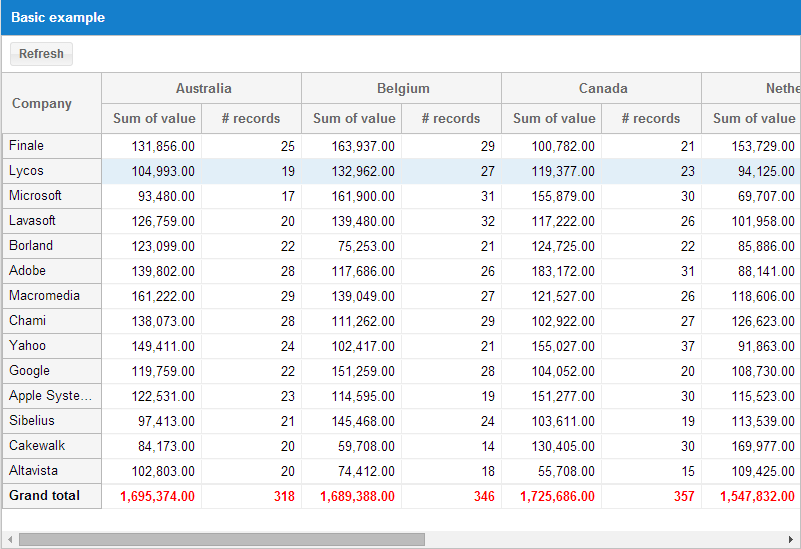 Basic example
Refresh
Company Australia Belgium Canada Nethe
Sum of value # records Sum of value # records Sum of value # records Sum of value
Finale 131,856.00 25 163,937.00 29 100,782.00 21 153,729.00
Lycos 104,993.00 19 132,962.00 27 119,377.00 23 94,125.00
Microsoft 93,480.00 17 161,900.00 31 155,879.00 30 69,707.00
Lavasoft 126,759.00 20 139,480.00 32 117,222.00 26 101,958.00
Borland 123,099.00 22 75,253.00 21 124,725.00 22 85,886.00
Adobe 139,802.00 28 117,686.00 26 183,172.00 31 88,141.00
Macromedia 161,222.00 29 139,049.00 27 121,527.00 26 118,606.00
Chami 138,073.00 28 111,262.00 29 102,922.00 27 126,623.00
Yahoo 149,411.00 24 102,417.00 21 155,027.00 37 91,863.00
Google 119,759.00 22 151,259.00 28 104,052.00 20 108,730.00
Apple Syste... 122,531.00 23 114,595.00 19 151,277.00 30 115,523.00
Sibelius 97,413.00 21 145,468.00 24 103,611.00 19 113,539.00
Cakewalk 84,173.00 20 59,708.00 14 130,405.00 30 169,977.00
Altavista 102,803.00 20 74,412.00 18 55,708.00 15 109,425.00
Grand total 1,695,374.00 318 1,689,388.00 346 1,725,686.00 357 1,547,832.00